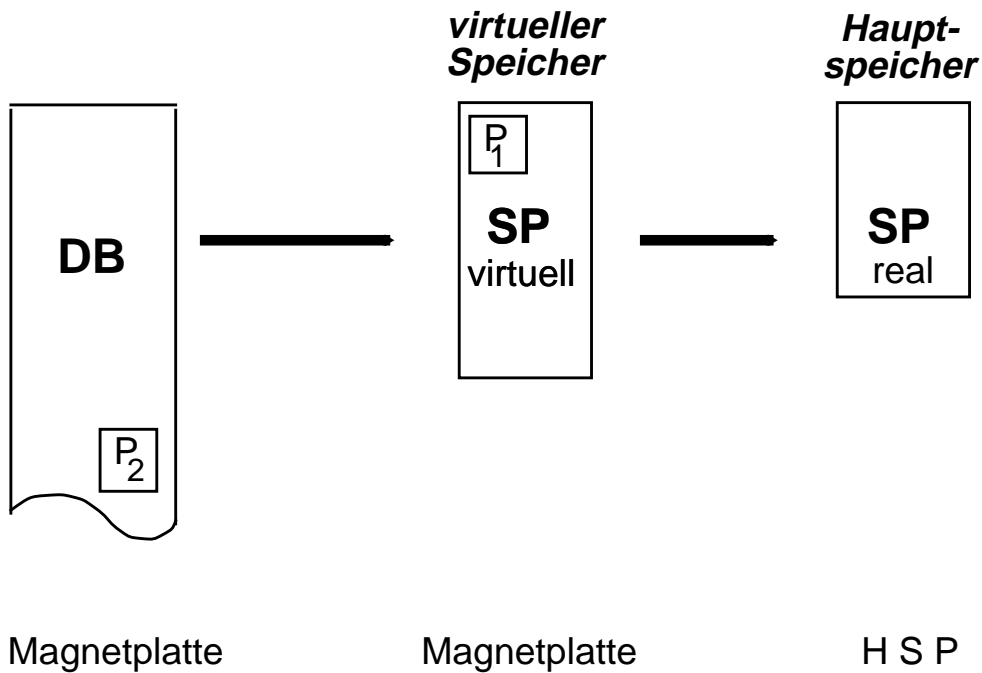 virtueller
Speicher
Haupt-
speicher
P1
DB
SP
virtuell
SP
real
P2
Magnetplatte
Magnetplatte
H S P